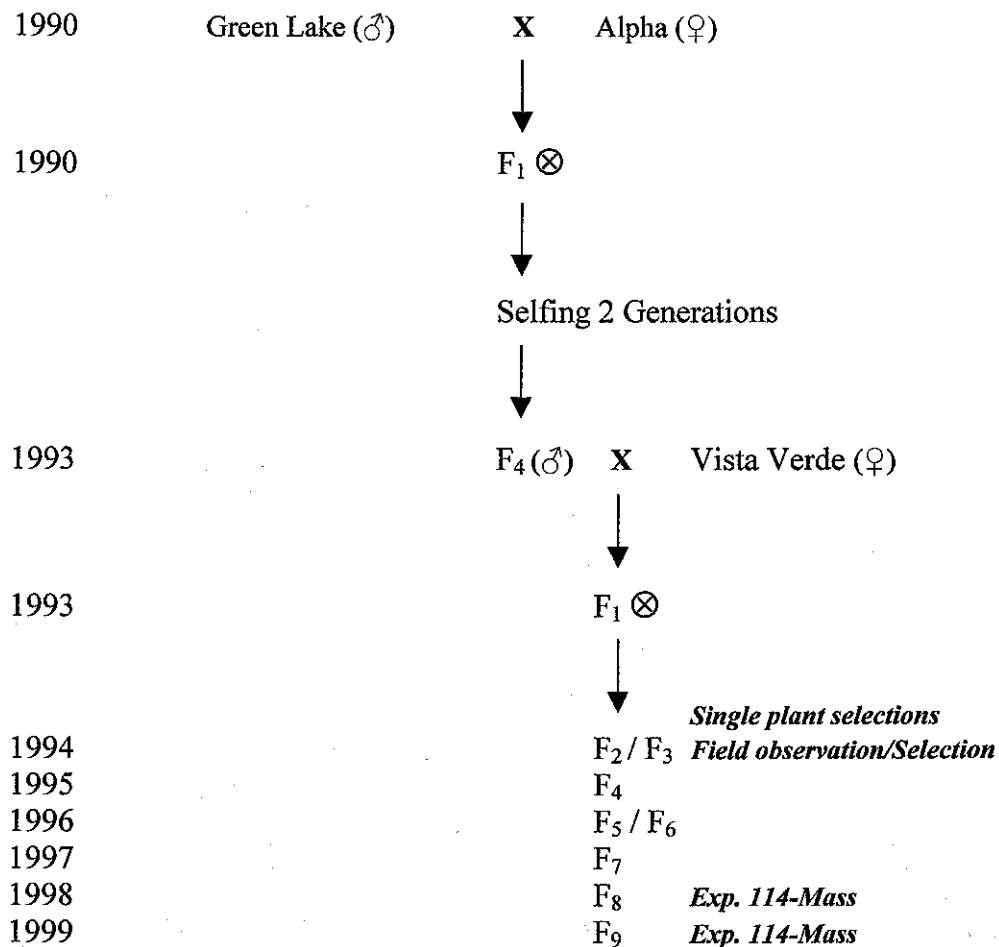 1990 Green Lake (♂) X Alpha (♀)
1990 F₁ ⊗
Selfing 2 Generations
1993 F₄ (♂) X Vista Verde (♀)
1993 F₁ ⊗
Single plant selections
1994 F₂ / F₃ Field observation/Selection
1995 F₄
1996 F₅ / F₆
1997 F₇
1998 F₈ Exp. 114-Mass
1999 F₉ Exp. 114-Mass